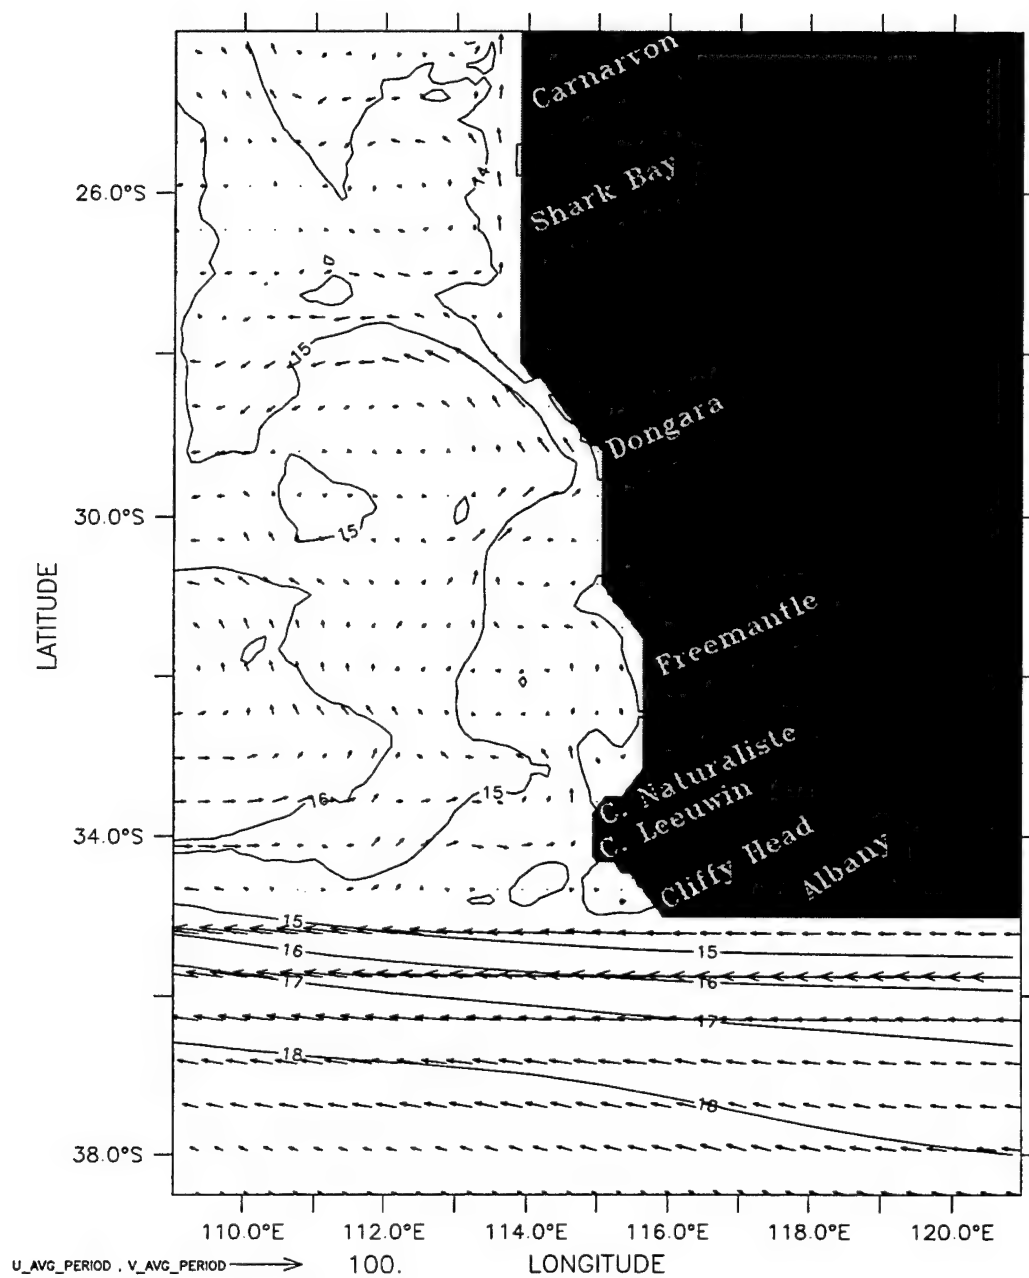 Carnarvon
14
26.0°S
Shark Bay
15
Dongara
30.0°S
15
LATITUDE
Freemantle
C. Naturaliste
15
16
C. Leeuwin
34.0°S
Cliffy Head
Albany
15
16
15
17
16
17
18
18
38.0°S
110.0°E 112.0°E 114.0°E 116.0°E 118.0°E 120.0°E
U_AVG_PERIOD , V_AVG_PERIOD 100. LONGITUDE